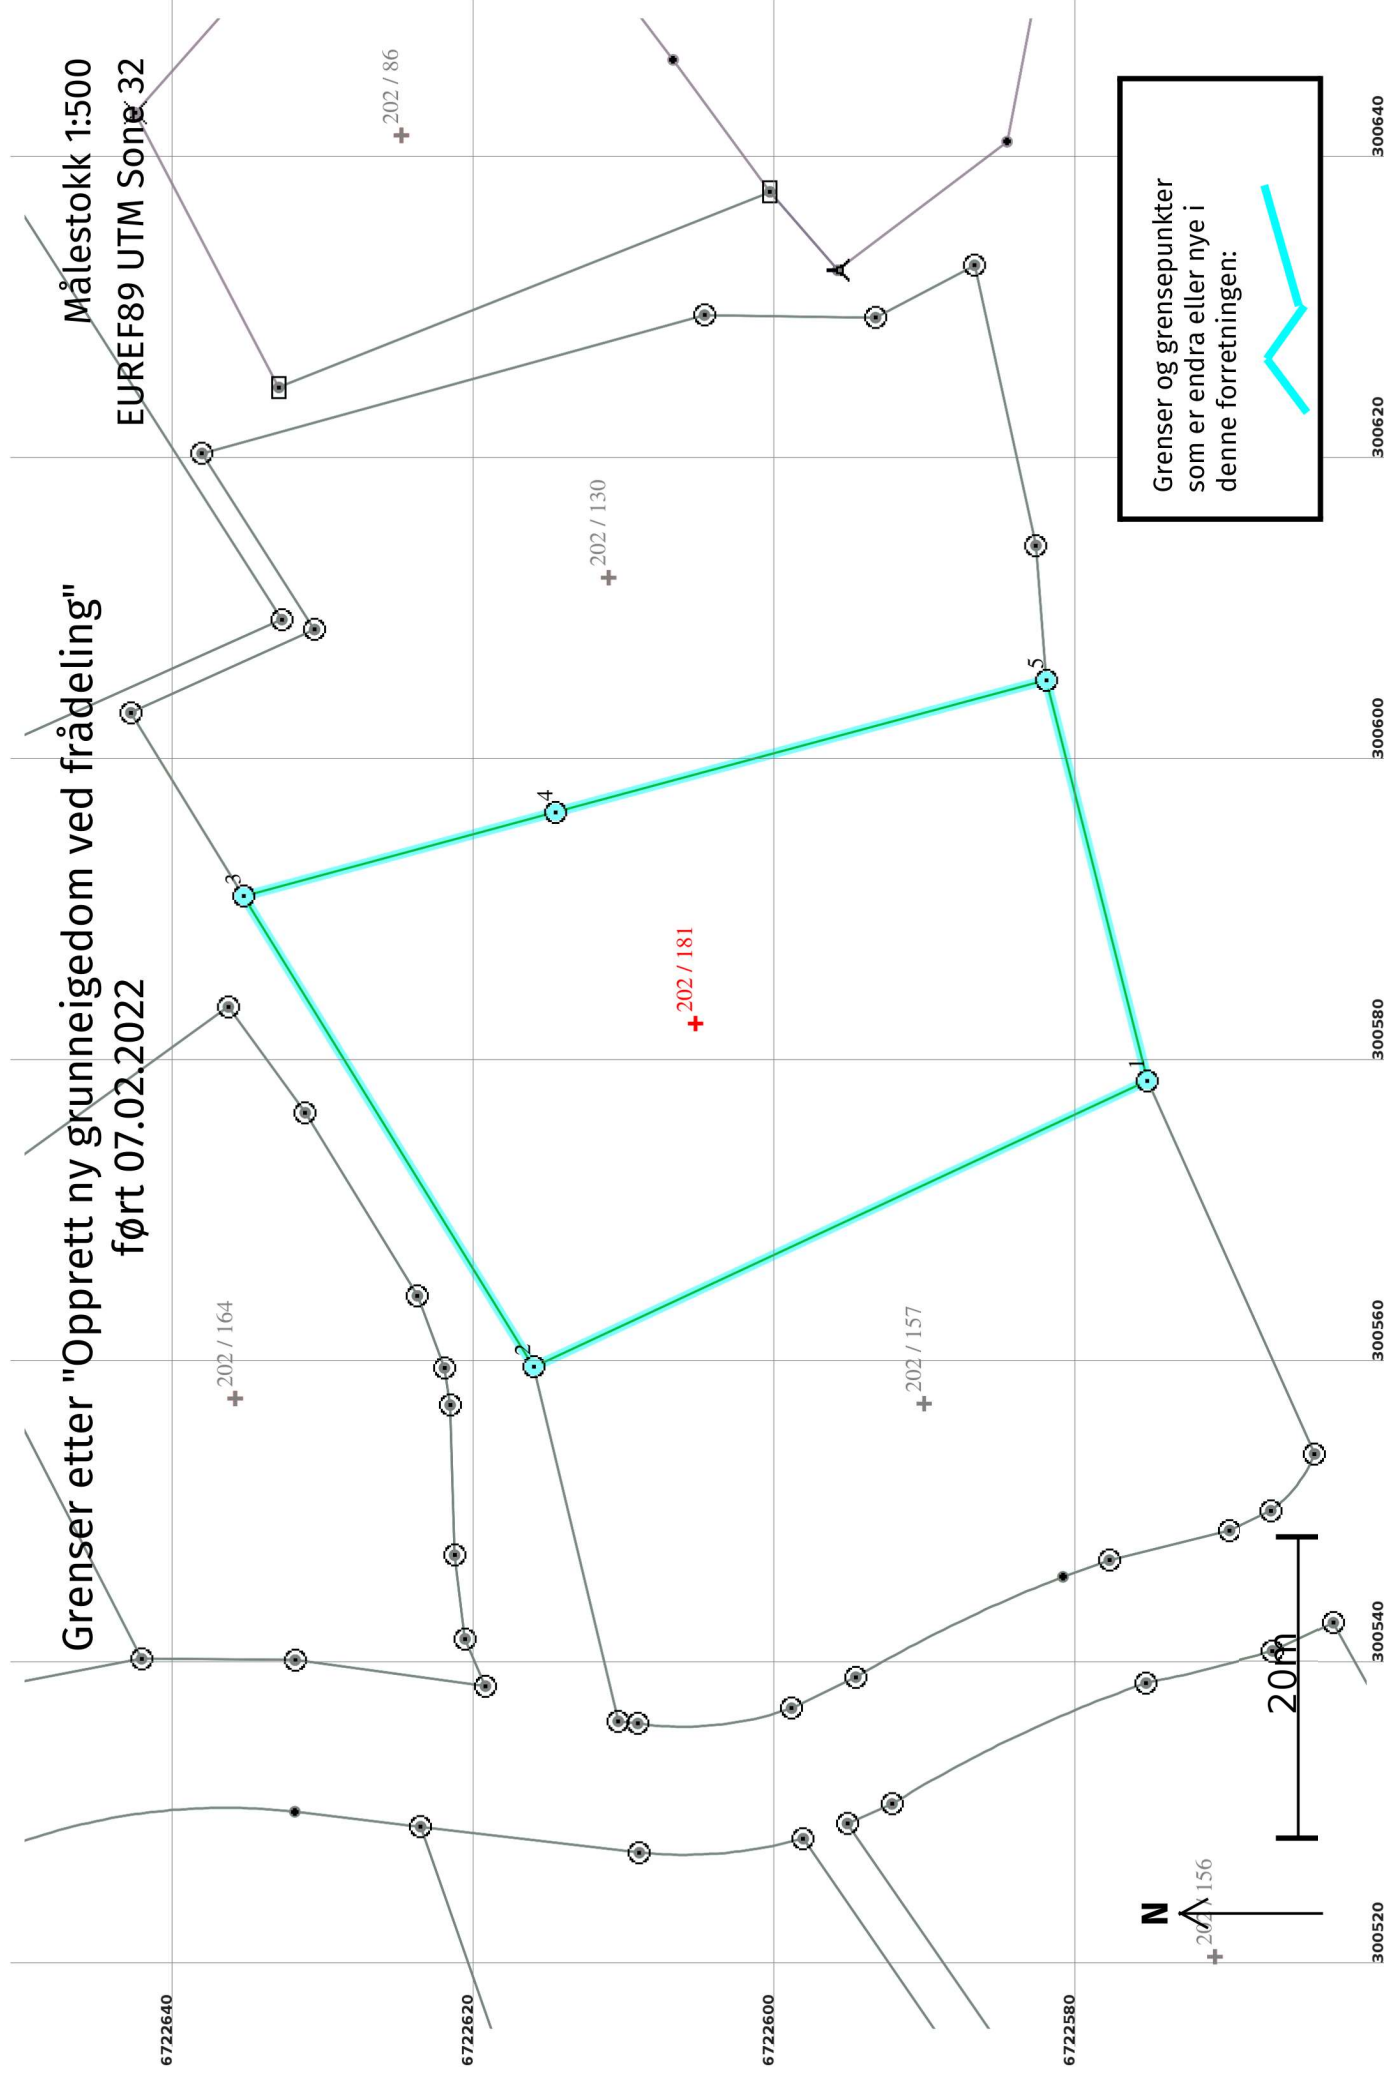 Grenser etter "Opprett ny grunneigedom ved frådeling"
ført 07.02.2022
Målestokk 1:500
EUREF89 UTM Sone 32
202 / 164
202 / 86
202 / 130
202 / 181
202 / 157
202 / 156
1
2
3
4
5
6722640
6722620
6722600
6722580
300520
300540
300560
300580
300600
300620
300640
N
20m
Grenser og grensepunkter
som er endra eller nye i
denne forretningen: